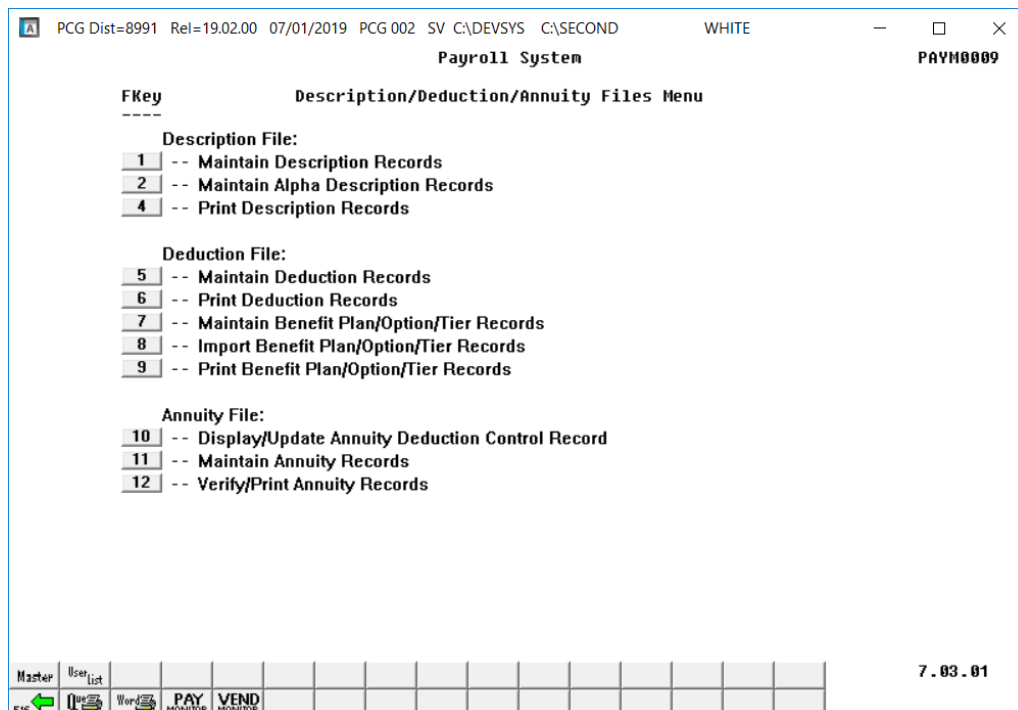 A PCG Dist=8991 Rel=19.02.00 07/01/2019 PCG 002 SV C:\DEVSYS C:\SECOND WHITE
Payroll System PAYM0009
FKey Description/Deduction/Annuity Files Menu
----
Description File:
1 -- Maintain Description Records
2 -- Maintain Alpha Description Records
4 -- Print Description Records
Deduction File:
5 -- Maintain Deduction Records
6 -- Print Deduction Records
7 -- Maintain Benefit Plan/Option/Tier Records
8 -- Import Benefit Plan/Option/Tier Records
9 -- Print Benefit Plan/Option/Tier Records
Annuity File:
10 -- Display/Update Annuity Deduction Control Record
11 -- Maintain Annuity Records
12 -- Verify/Print Annuity Records
Master User List 7.03.01
F16 Que Word PAY MONITOR VEND MONITOR